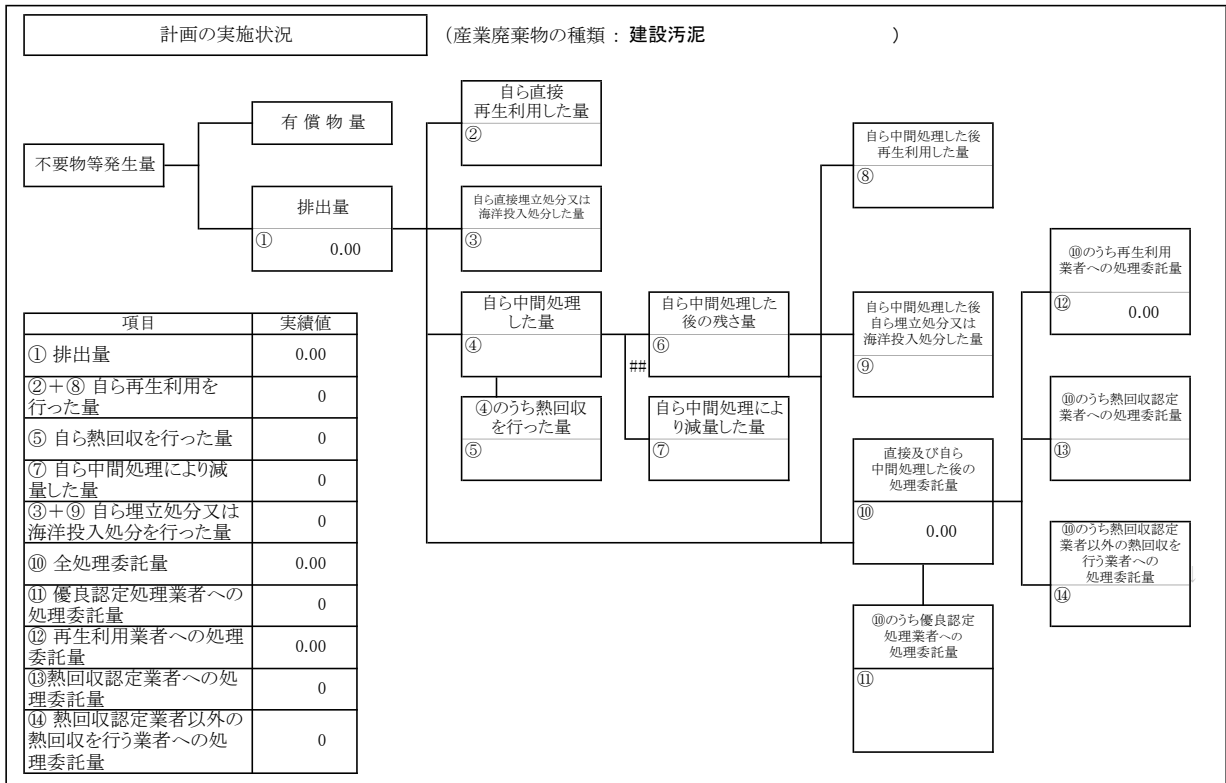 計画の実施状況
（産業廃棄物の種類 : 建設汚泥 ）
不要物等発生量
有 償 物 量
排出量
①
0.00
自ら直接
再生利用した量
②
自ら直接埋立処分又は
海洋投入処分した量
③
自ら中間処理
した量
④
④のうち熱回収
を行った量
⑤
##
自ら中間処理した
後の残さ量
⑥
自ら中間処理によ
り減量した量
⑦
自ら中間処理した後
再生利用した量
⑧
自ら中間処理した後
自ら埋立処分又は
海洋投入処分した量
⑨
直接及び自ら
中間処理した後の
処理委託量
⑩
0.00
⑩のうち優良認定
処理業者への
処理委託量
⑪
⑩のうち再生利用
業者への処理委託量
⑫
0.00
⑩のうち熱回収認定
業者への処理委託量
⑬
⑩のうち熱回収認定
業者以外の熱回収を
行う業者への
処理委託量
⑭
↓
項目 実績値
① 排出量 0.00
②＋⑧ 自ら再生利用を
行った量 0
⑤ 自ら熱回収を行った量 0
⑦ 自ら中間処理により減
量した量 0
③＋⑨ 自ら埋立処分又は
海洋投入処分を行った量 0
⑩ 全処理委託量 0.00
⑪ 優良認定処理業者への
処理委託量 0
⑫ 再生利用業者への処理
委託量 0.00
⑬熱回収認定業者への処
理委託量 0
⑭ 熱回収認定業者以外の
熱回収を行う業者への処
理委託量 0